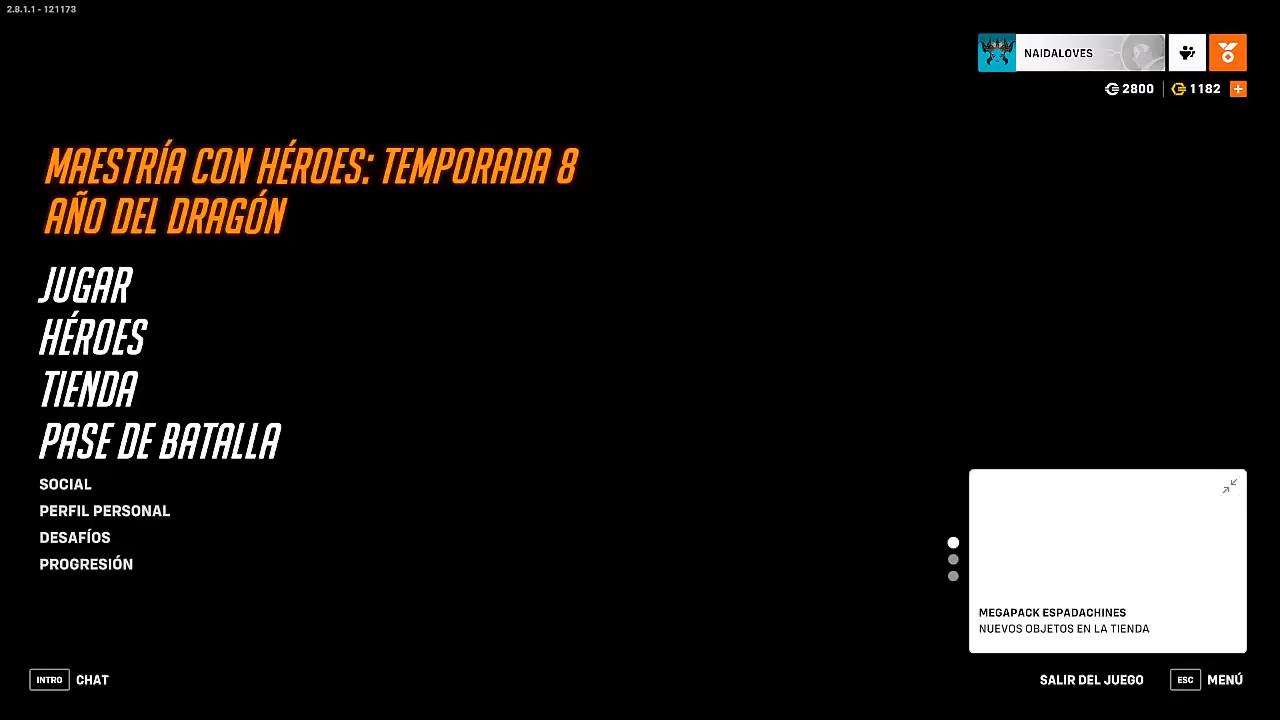 2.8.1.1 - 121173
NAIDALOVES
2800
1182
MAESTRÍA CON HÉROES: TEMPORADA 8
AÑO DEL DRAGÓN
JUGAR
HÉROES
TIENDA
PASE DE BATALLA
SOCIAL
PERFIL PERSONAL
DESAFÍOS
PROGRESIÓN
MEGAPACK ESPADACHINES
NUEVOS OBJETOS EN LA TIENDA
INTRO CHAT
SALIR DEL JUEGO
ESC MENÚ